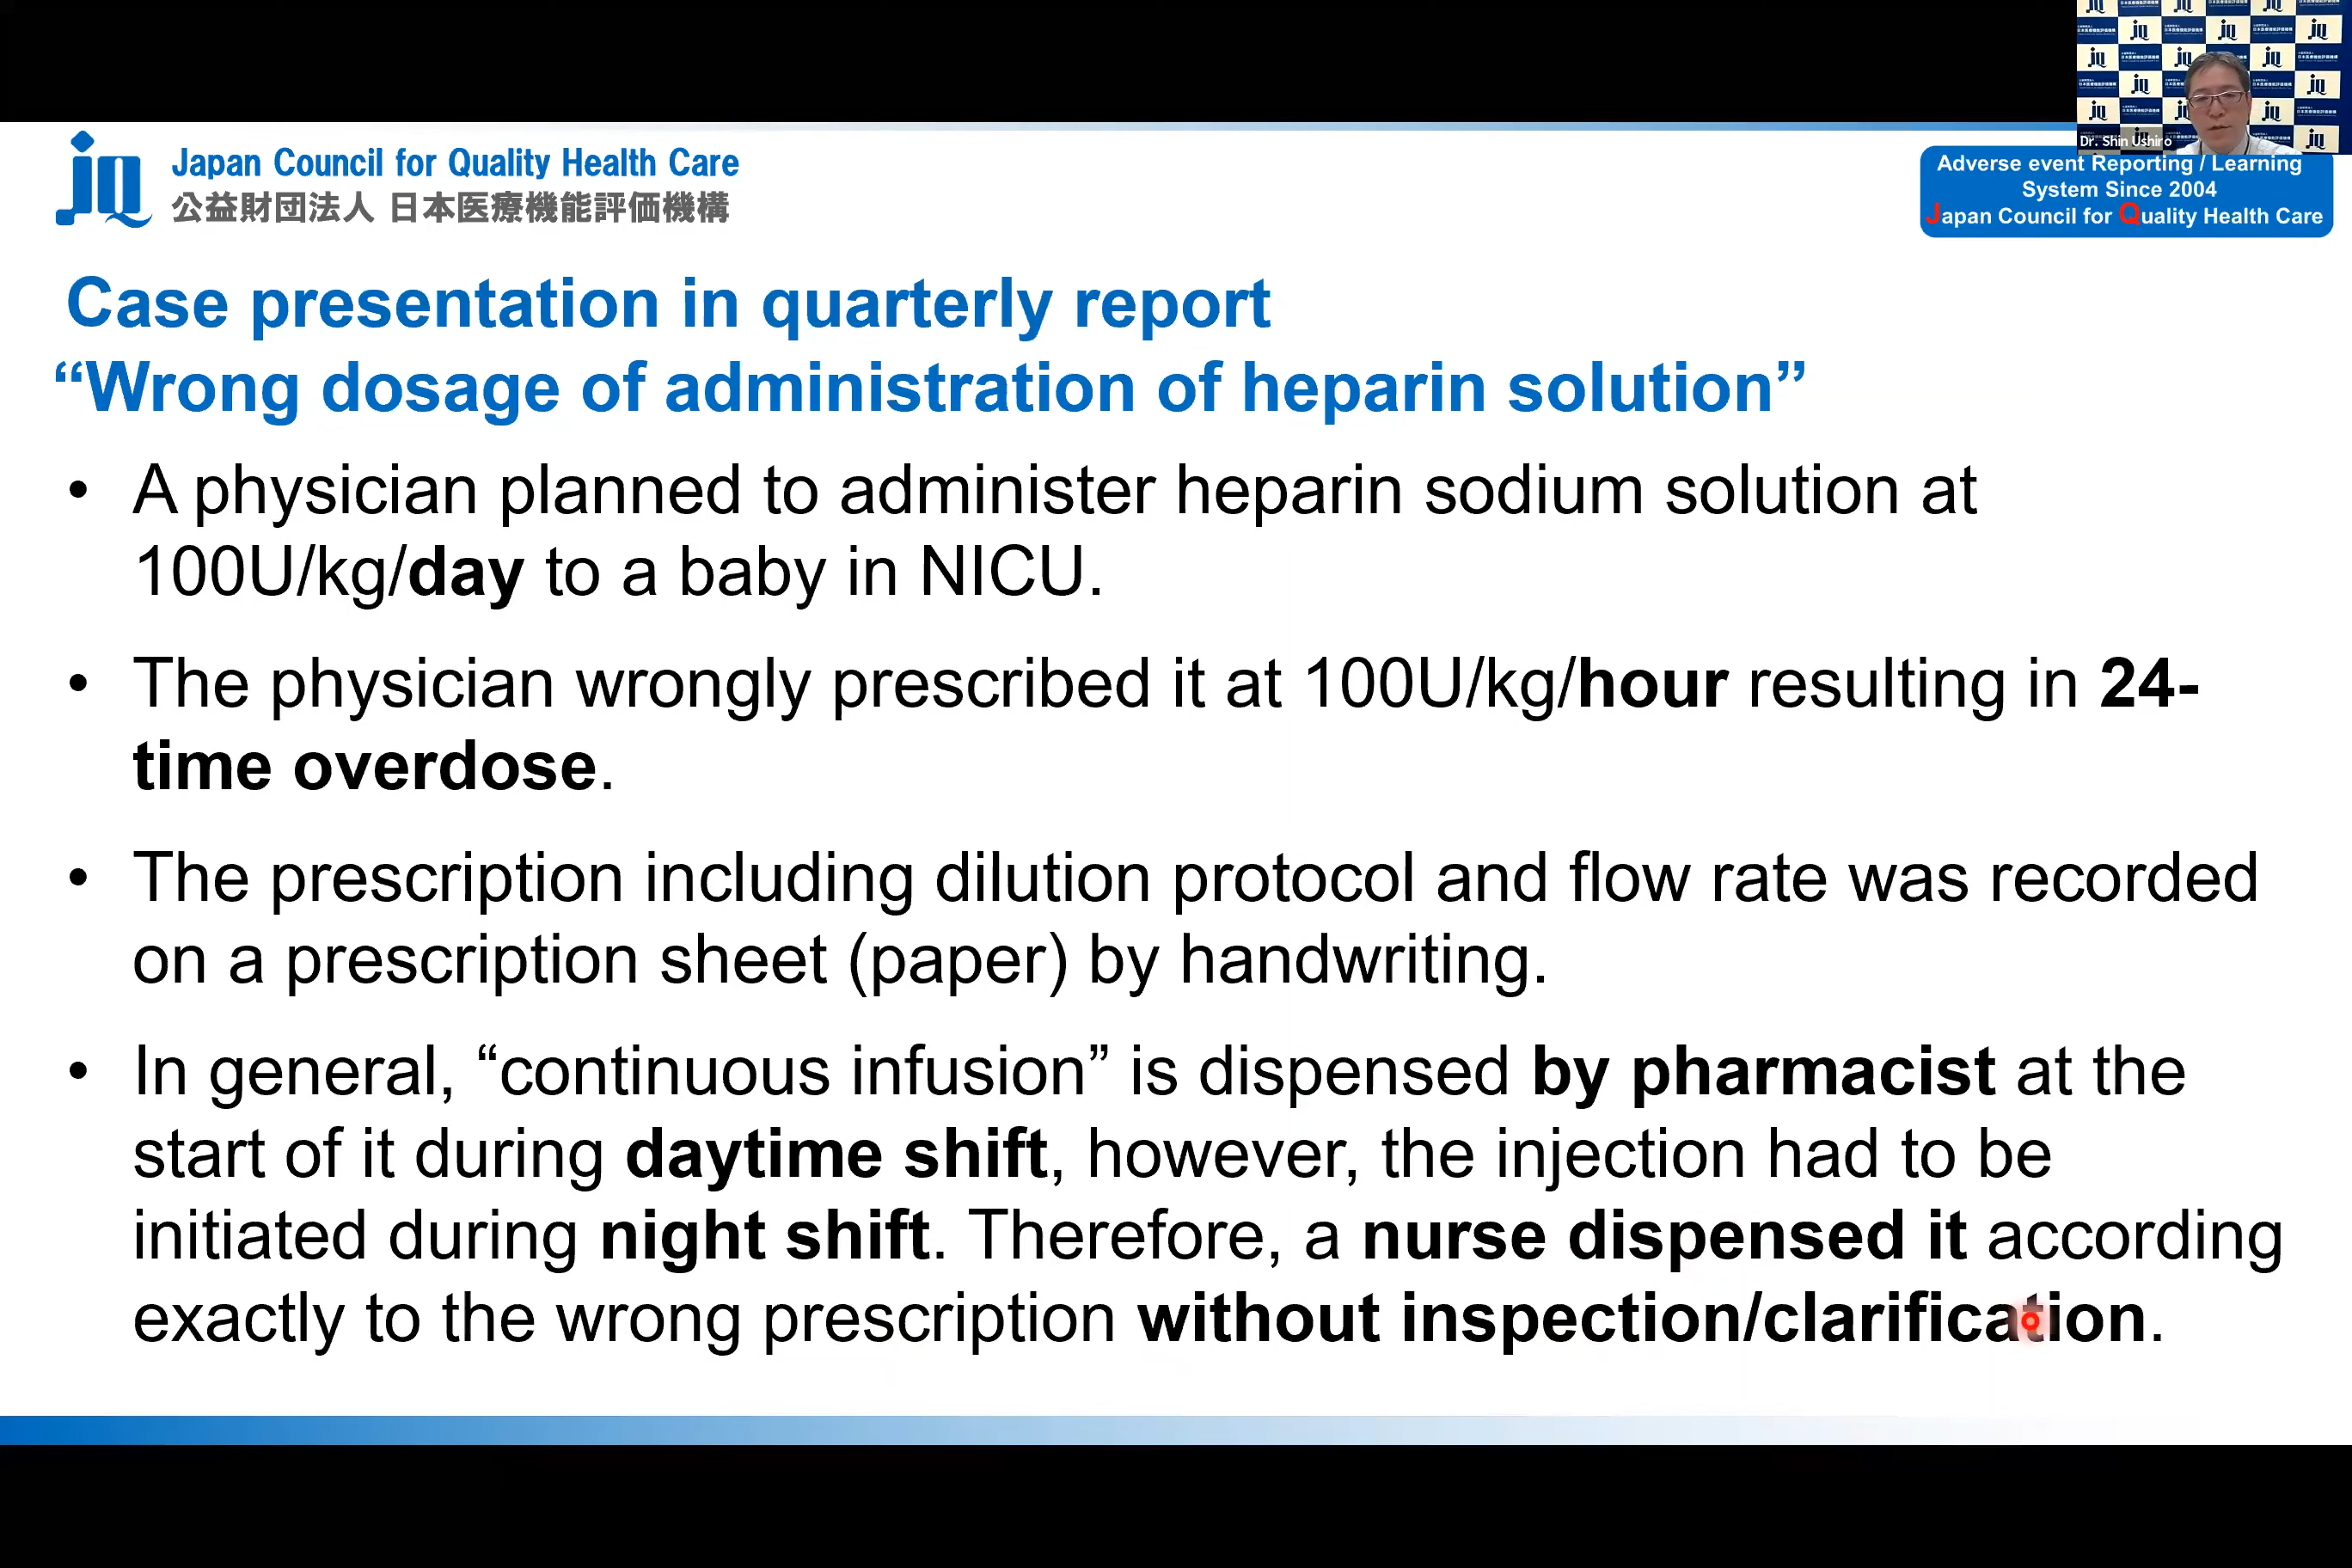 Dr. Shin Ushiro
Japan Council for Quality Health Care
公益財団法人 日本医療機能評価機構
Adverse event Reporting / Learning
System Since 2004
Japan Council for Quality Health Care
Case presentation in quarterly report
“Wrong dosage of administration of heparin solution”
• A physician planned to administer heparin sodium solution at
100U/kg/day to a baby in NICU.
• The physician wrongly prescribed it at 100U/kg/hour resulting in 24-
time overdose.
• The prescription including dilution protocol and flow rate was recorded
on a prescription sheet (paper) by handwriting.
• In general, “continuous infusion” is dispensed by pharmacist at the
start of it during daytime shift, however, the injection had to be
initiated during night shift. Therefore, a nurse dispensed it according
exactly to the wrong prescription without inspection/clarification.